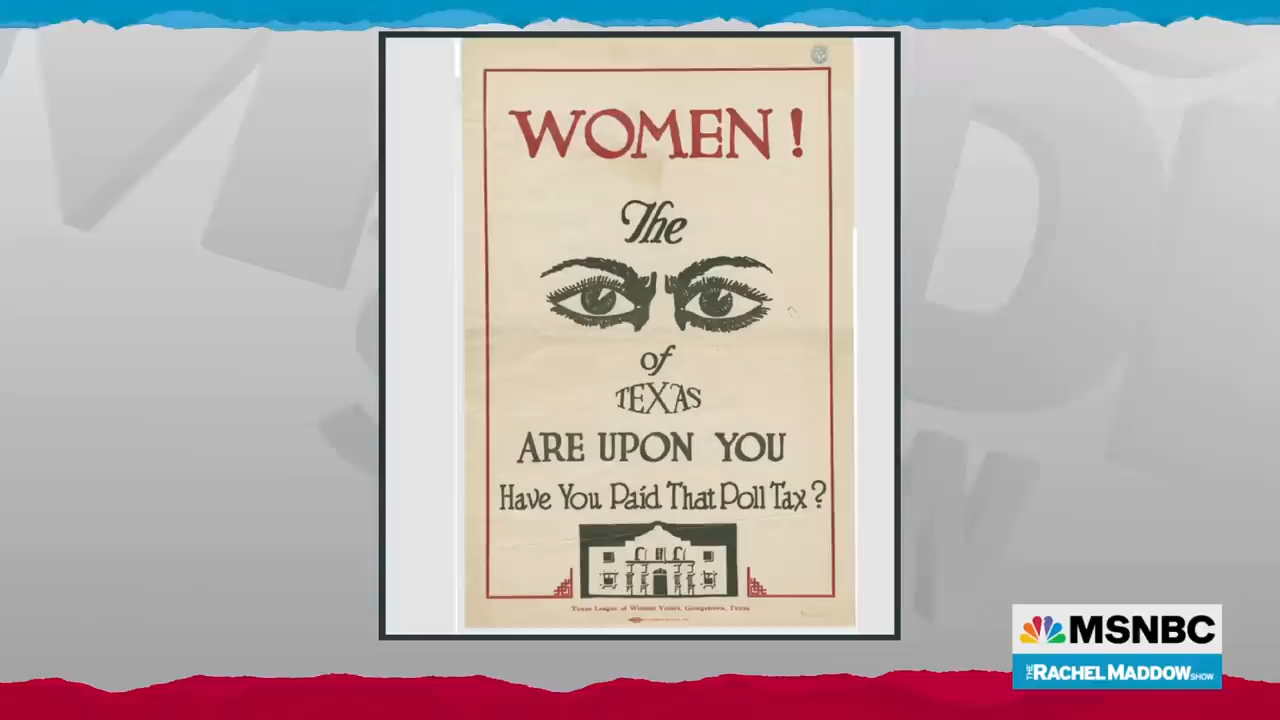 WOMEN!
The
of
TEXAS
ARE UPON YOU
Have You Paid That Poll Tax?
Texas League of Women Voters, Georgetown, Texas
MSNBC
THE RACHEL MADDOW SHOW